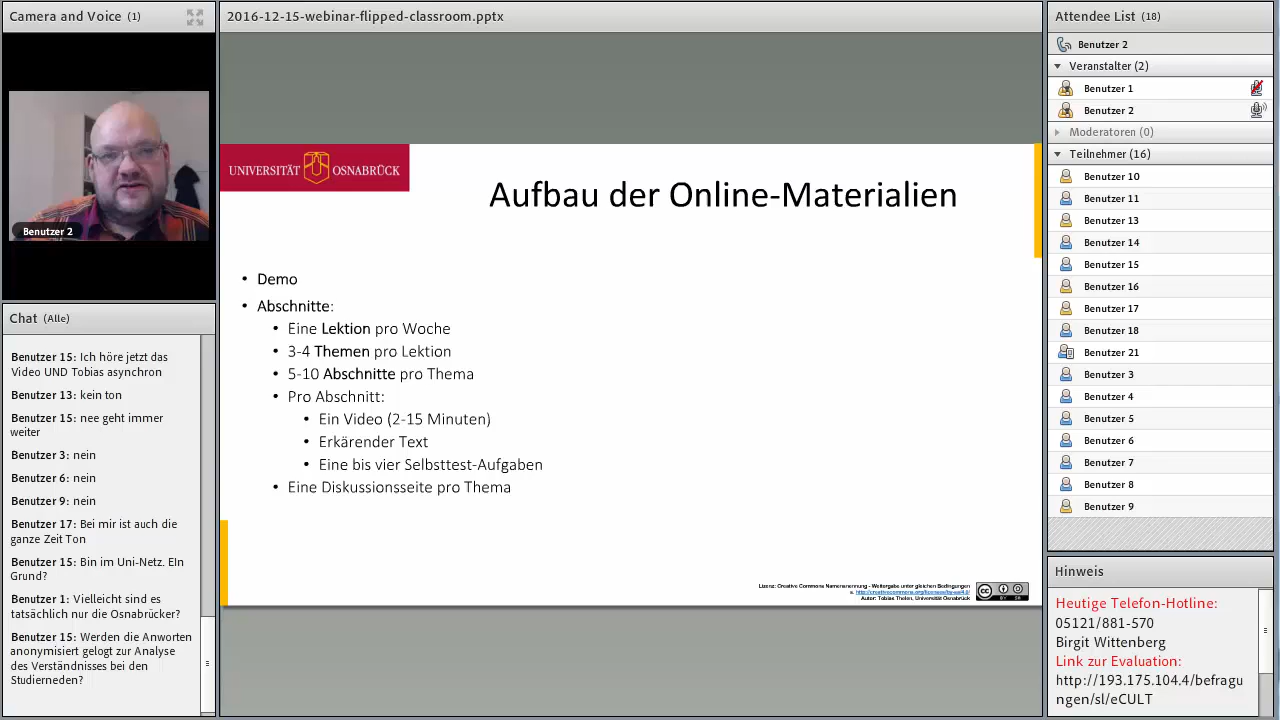 Camera and Voice (1)
Benutzer 2
Chat (Alle)
Benutzer 15: Ich höre jetzt das
Video UND Tobias asynchron
Benutzer 13: kein ton
Benutzer 15: nee geht immer
weiter
Benutzer 3: nein
Benutzer 6: nein
Benutzer 9: nein
Benutzer 17: Bei mir ist auch die
ganze Zeit Ton
Benutzer 15: Bin im Uni-Netz. EIn
Grund?
Benutzer 1: Vielleicht sind es
tatsächlich nur die Osnabrücker?
Benutzer 15: Werden die Anworten
anonymisiert gelogt zur Analyse
des Verständnisses bei den
Studierneden?
2016-12-15-webinar-flipped-classroom.pptx
UNIVERSITÄT OSNABRÜCK
Aufbau der Online-Materialien
• Demo
• Abschnitte:
• Eine Lektion pro Woche
• 3-4 Themen pro Lektion
• 5-10 Abschnitte pro Thema
• Pro Abschnitt:
• Ein Video (2-15 Minuten)
• Erkärender Text
• Eine bis vier Selbsttest-Aufgaben
• Eine Diskussionsseite pro Thema
Lizenz: Creative Commons Namensnennung - Weitergabe unter gleichen Bedingungen
Autor: Tobias Thelen, Universität Osnabrück
CC BY SA
Attendee List (18)
Benutzer 2
Veranstalter (2)
Benutzer 1
Benutzer 2
Moderatoren (0)
Teilnehmer (16)
Benutzer 10
Benutzer 11
Benutzer 13
Benutzer 14
Benutzer 15
Benutzer 16
Benutzer 17
Benutzer 18
Benutzer 21
Benutzer 3
Benutzer 4
Benutzer 5
Benutzer 6
Benutzer 7
Benutzer 8
Benutzer 9
Hinweis
Heutige Telefon-Hotline:
05121/881-570
Birgit Wittenberg
Link zur Evaluation:
http://193.175.104.4/befragu
ngen/sl/eCULT